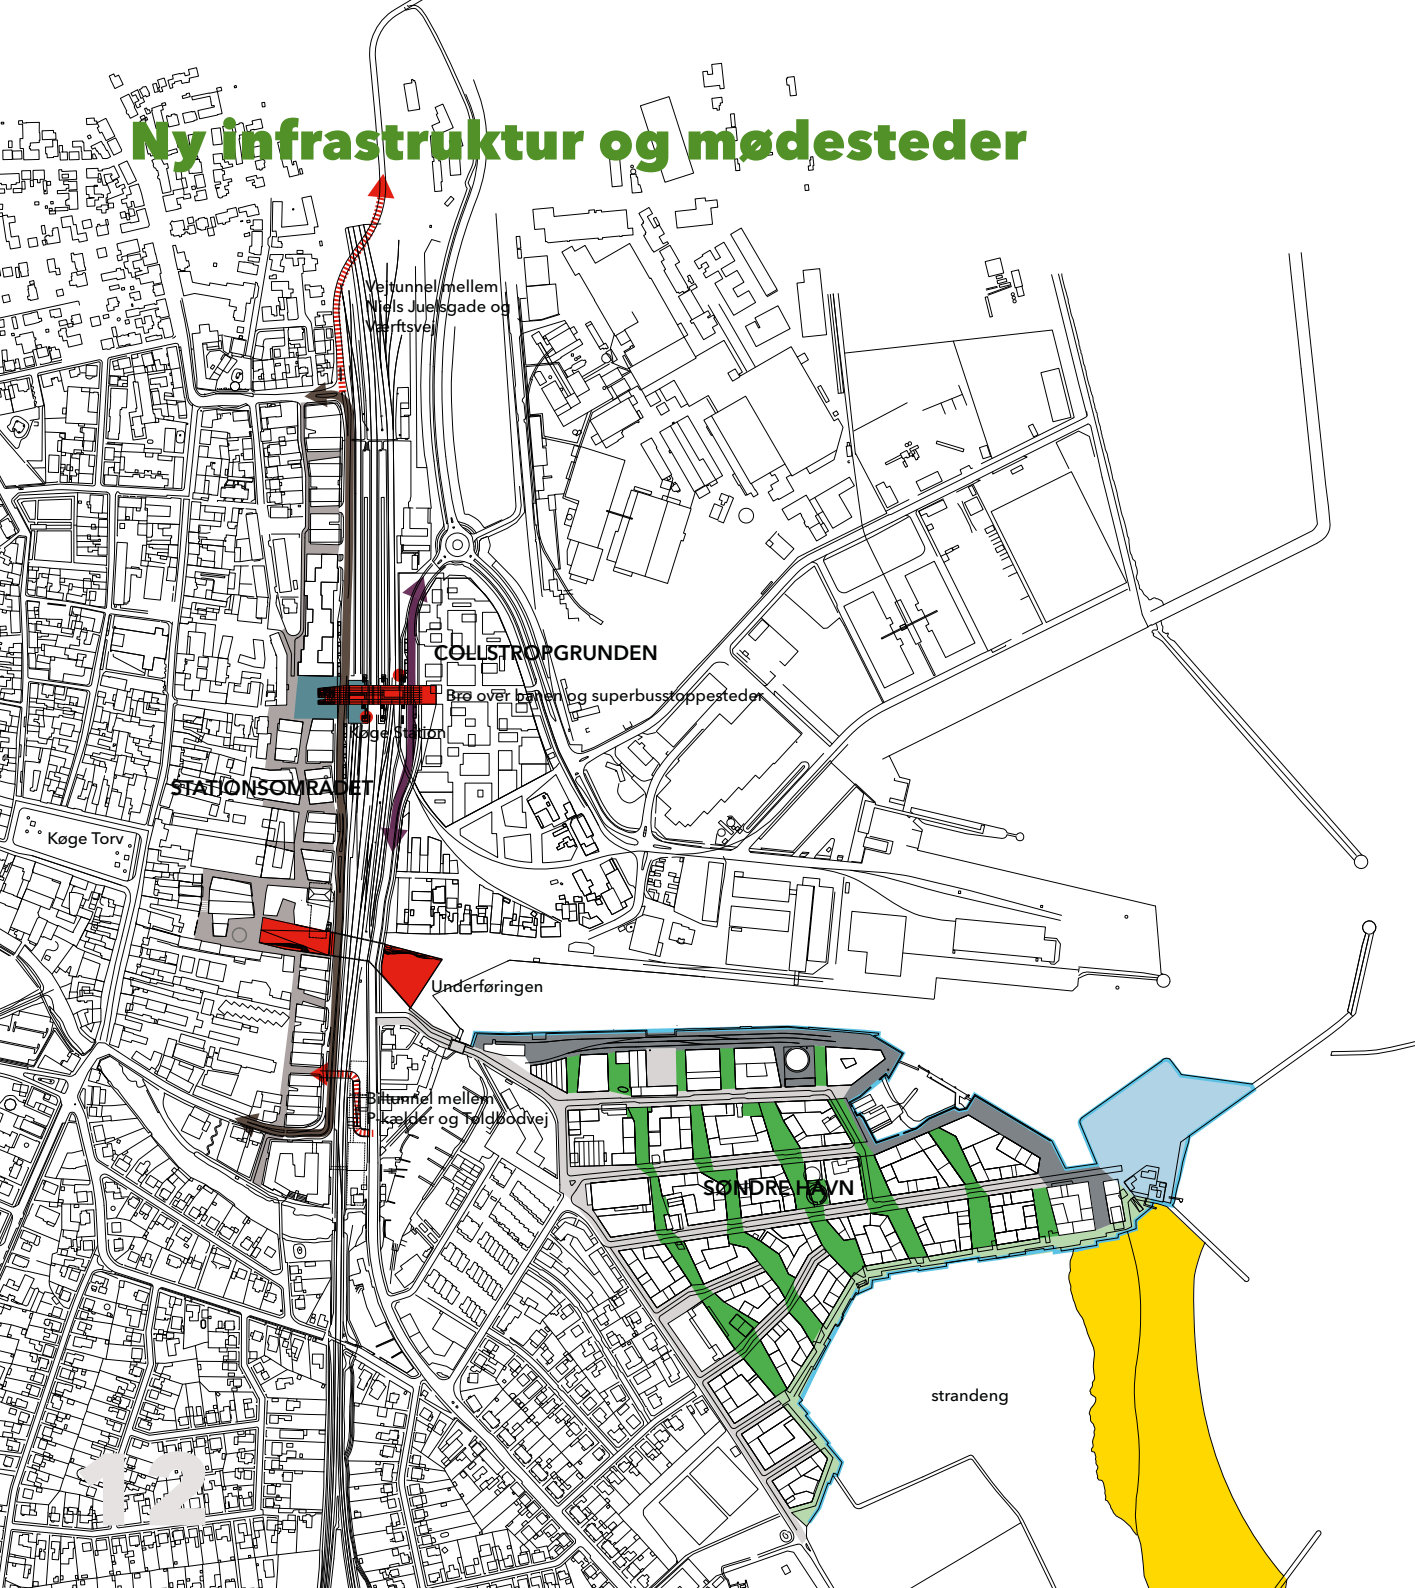 Ny infrastruktur og mødesteder
Vejtunnel mellem
Niels Juelsgade og
Værftsvej
COLLSTROPGRUNDEN
Bro over banen og superbusstoppesteder
Køge Station
STATIONSOMRÅDET
Køge Torv
Underføringen
Biltunnel mellem
P-kælder og Toldbodvej
SØNDRE HAVN
strandeng
12